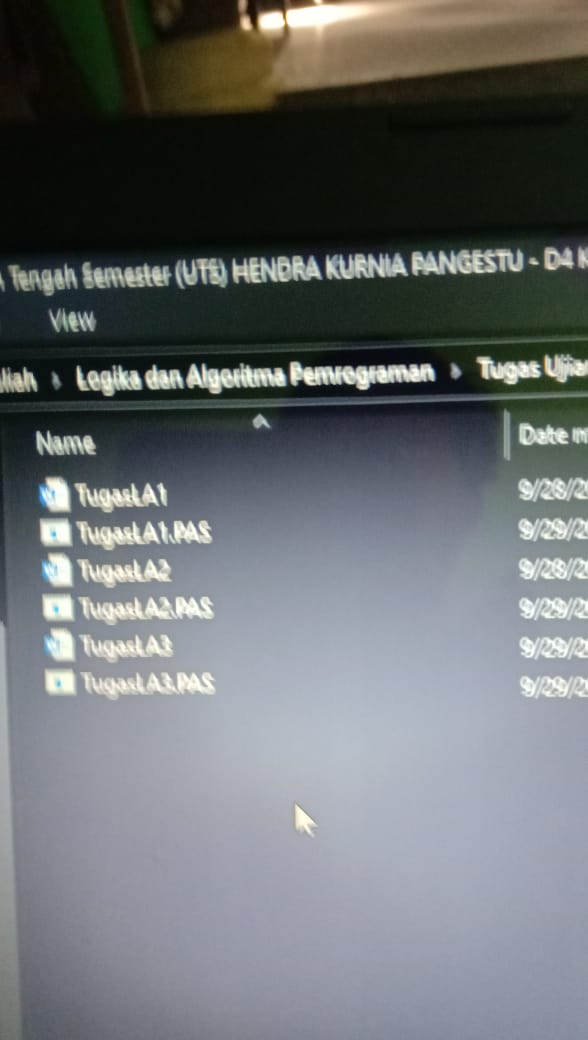 Tengah Semester (UTS) HENDRA KURNIA PANGESTU - D4 K
View
liah › Logika dan Algoritma Pemrograman › Tugas Ujian
Name Date m
TugasLA1 9/28/2
TugasLA1.PAS 9/29/2
TugasLA2 9/28/2
TugasLA2.PAS 9/29/2
TugasLA3 9/29/2
TugasLA3.PAS 9/29/2